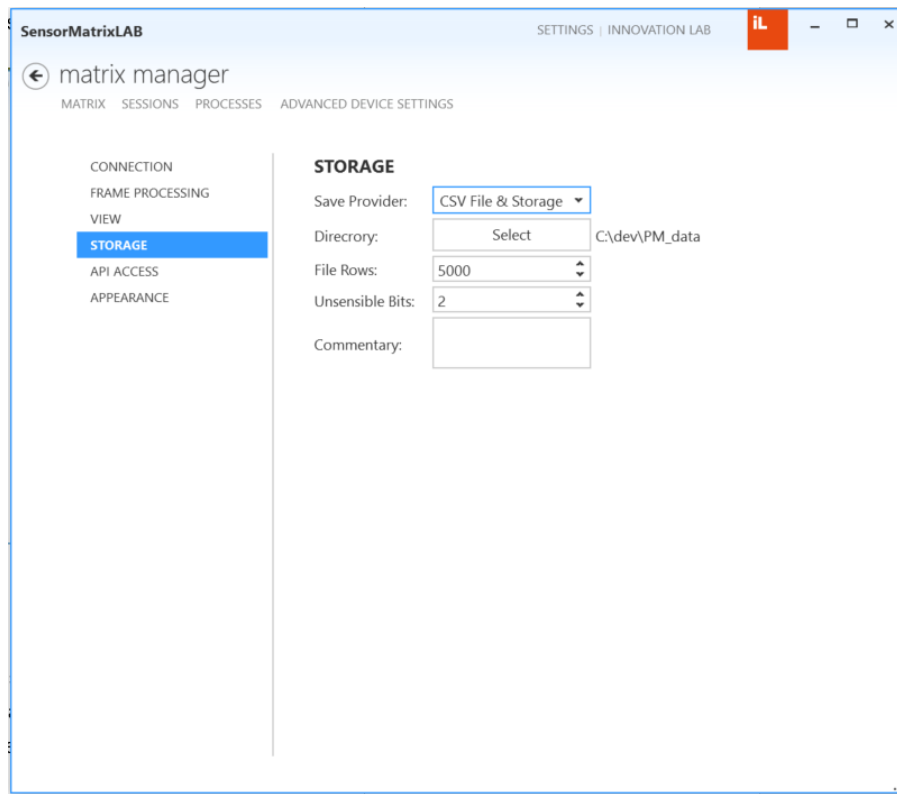 SensorMatrixLAB
SETTINGS | INNOVATION LAB
iL
matrix manager
MATRIX SESSIONS PROCESSES ADVANCED DEVICE SETTINGS
CONNECTION
FRAME PROCESSING
VIEW
STORAGE
API ACCESS
APPEARANCE
STORAGE
Save Provider: CSV File & Storage
Direcrory: Select C:\dev\PM_data
File Rows: 5000
Unsensible Bits: 2
Commentary: